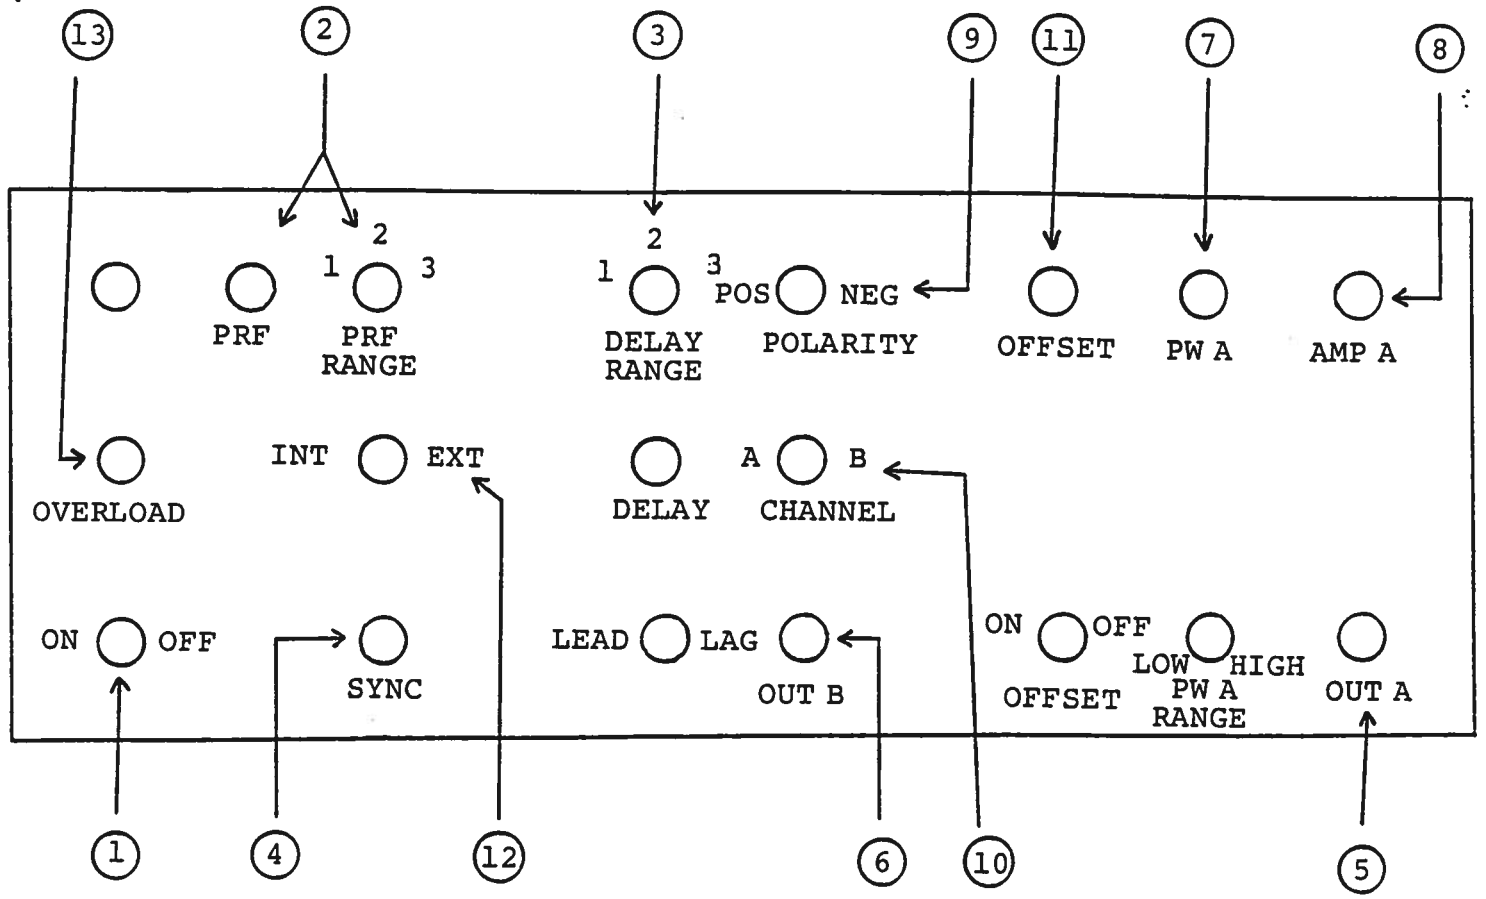 13 2 3 9 11 7 8
2 2
1 3 1 3
POS NEG
PRF PRF DELAY POLARITY OFFSET PW A AMP A
RANGE RANGE
INT EXT A B
OVERLOAD DELAY CHANNEL
ON OFF LEAD LAG ON OFF
LOW HIGH
SYNC OUT B OFFSET PW A OUT A
RANGE
1 4 12 6 10 5